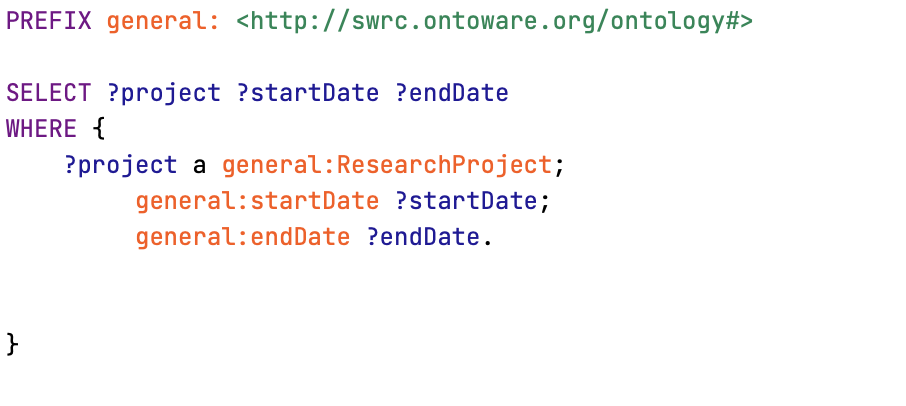 PREFIX general: <http://swrc.ontoware.org/ontology#>
SELECT ?project ?startDate ?endDate
WHERE {
?project a general:ResearchProject;
general:startDate ?startDate;
general:endDate ?endDate.
}